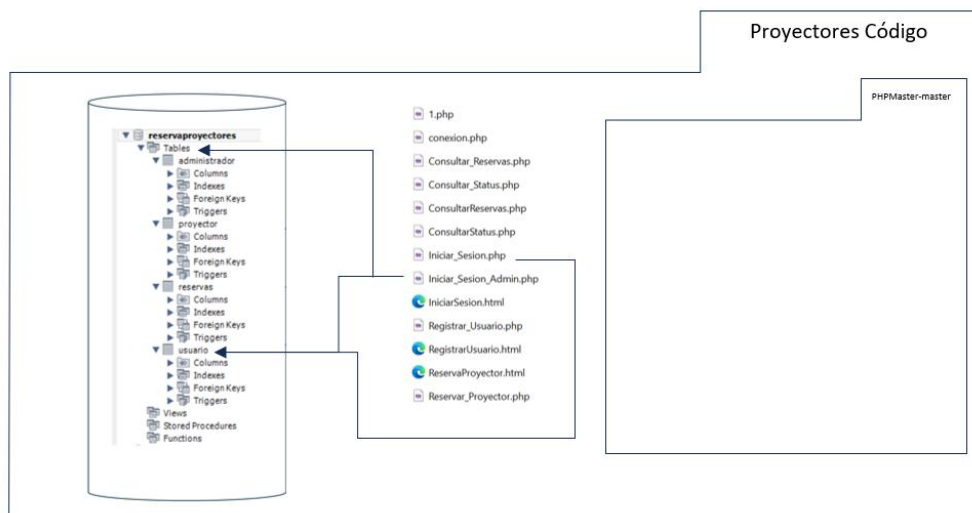 Proyectores Código
PHPMaster-master
reservaproyectores
Tables
administrador
Columns
Indexes
Foreign Keys
Triggers
proyector
Columns
Indexes
Foreign Keys
Triggers
reservas
Columns
Indexes
Foreign Keys
Triggers
usuario
Columns
Indexes
Foreign Keys
Triggers
Views
Stored Procedures
Functions
1.php
conexion.php
Consultar_Reservas.php
Consultar_Status.php
ConsultarReservas.php
ConsultarStatus.php
Iniciar_Sesion.php
Iniciar_Sesion_Admin.php
IniciarSesion.html
Registrar_Usuario.php
RegistrarUsuario.html
ReservaProyector.html
Reservar_Proyector.php